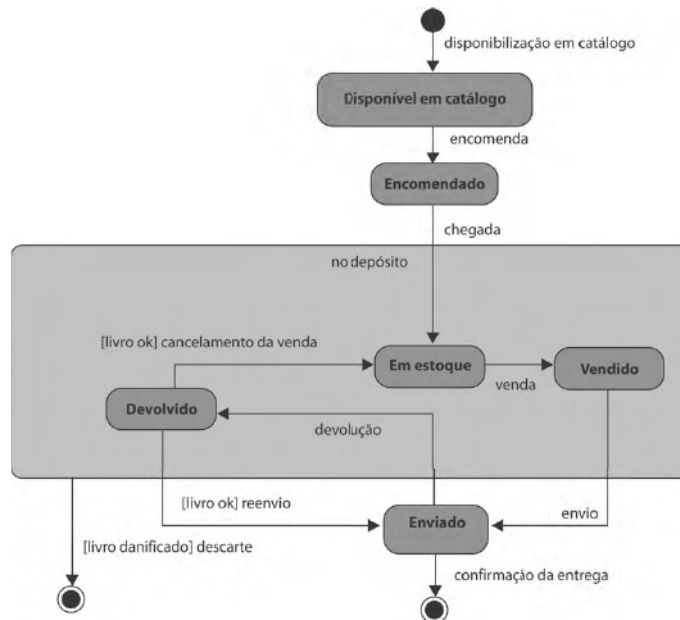 disponibilização em catálogo
Disponível em catálogo
encomenda
Encomendado
chegada
no depósito
[livro ok] cancelamento da venda
Em estoque
venda
Vendido
Devolvido
devolução
[livro ok] reenvio
Enviado
envio
[livro danificado] descarte
confirmação da entrega